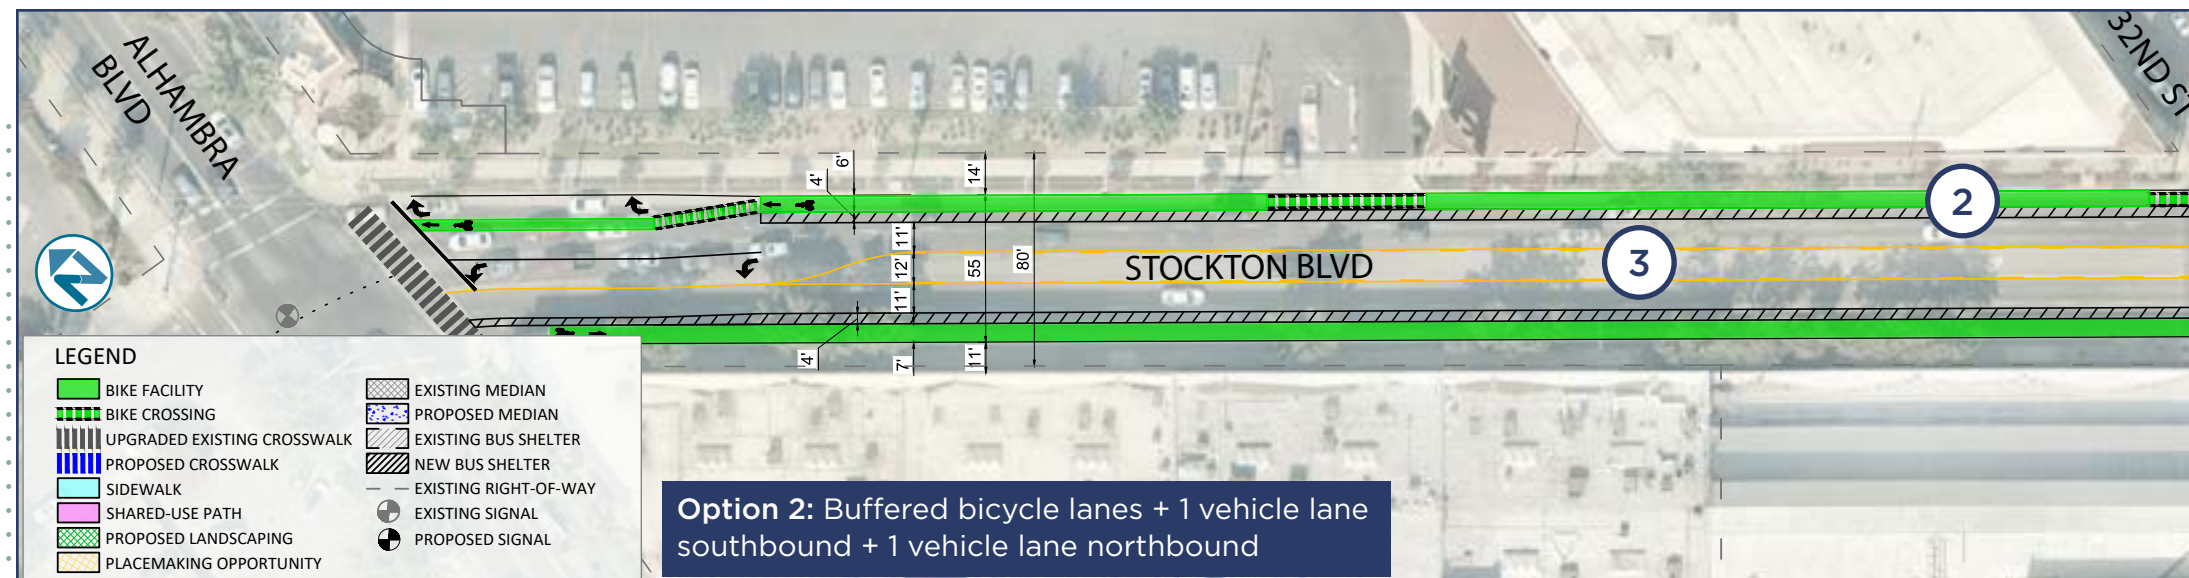 ALHAMBRA
BLVD
32ND ST
6'
4'
14'
2
11'
12'
11'
55
80'
STOCKTON BLVD
3
4'
7'
11'
LEGEND
BIKE FACILITY
BIKE CROSSING
UPGRADED EXISTING CROSSWALK
PROPOSED CROSSWALK
SIDEWALK
SHARED-USE PATH
PROPOSED LANDSCAPING
PLACEMAKING OPPORTUNITY
EXISTING MEDIAN
PROPOSED MEDIAN
EXISTING BUS SHELTER
NEW BUS SHELTER
EXISTING RIGHT-OF-WAY
EXISTING SIGNAL
PROPOSED SIGNAL
Option 2: Buffered bicycle lanes + 1 vehicle lane
southbound + 1 vehicle lane northbound